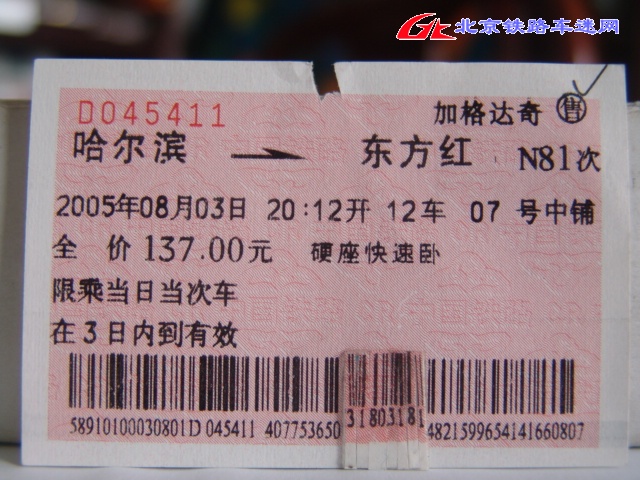 北京铁路车迷网
D045411 加格达奇 售
哈尔滨 → 东方红 N81次
2005年08月03日 20:12开 12车 07 号中铺
全 价 137.00元 硬座快速卧
限乘当日当次车
在3日内到有效
58910100030801D 045411 407753650 31803181 48215996541416608​07